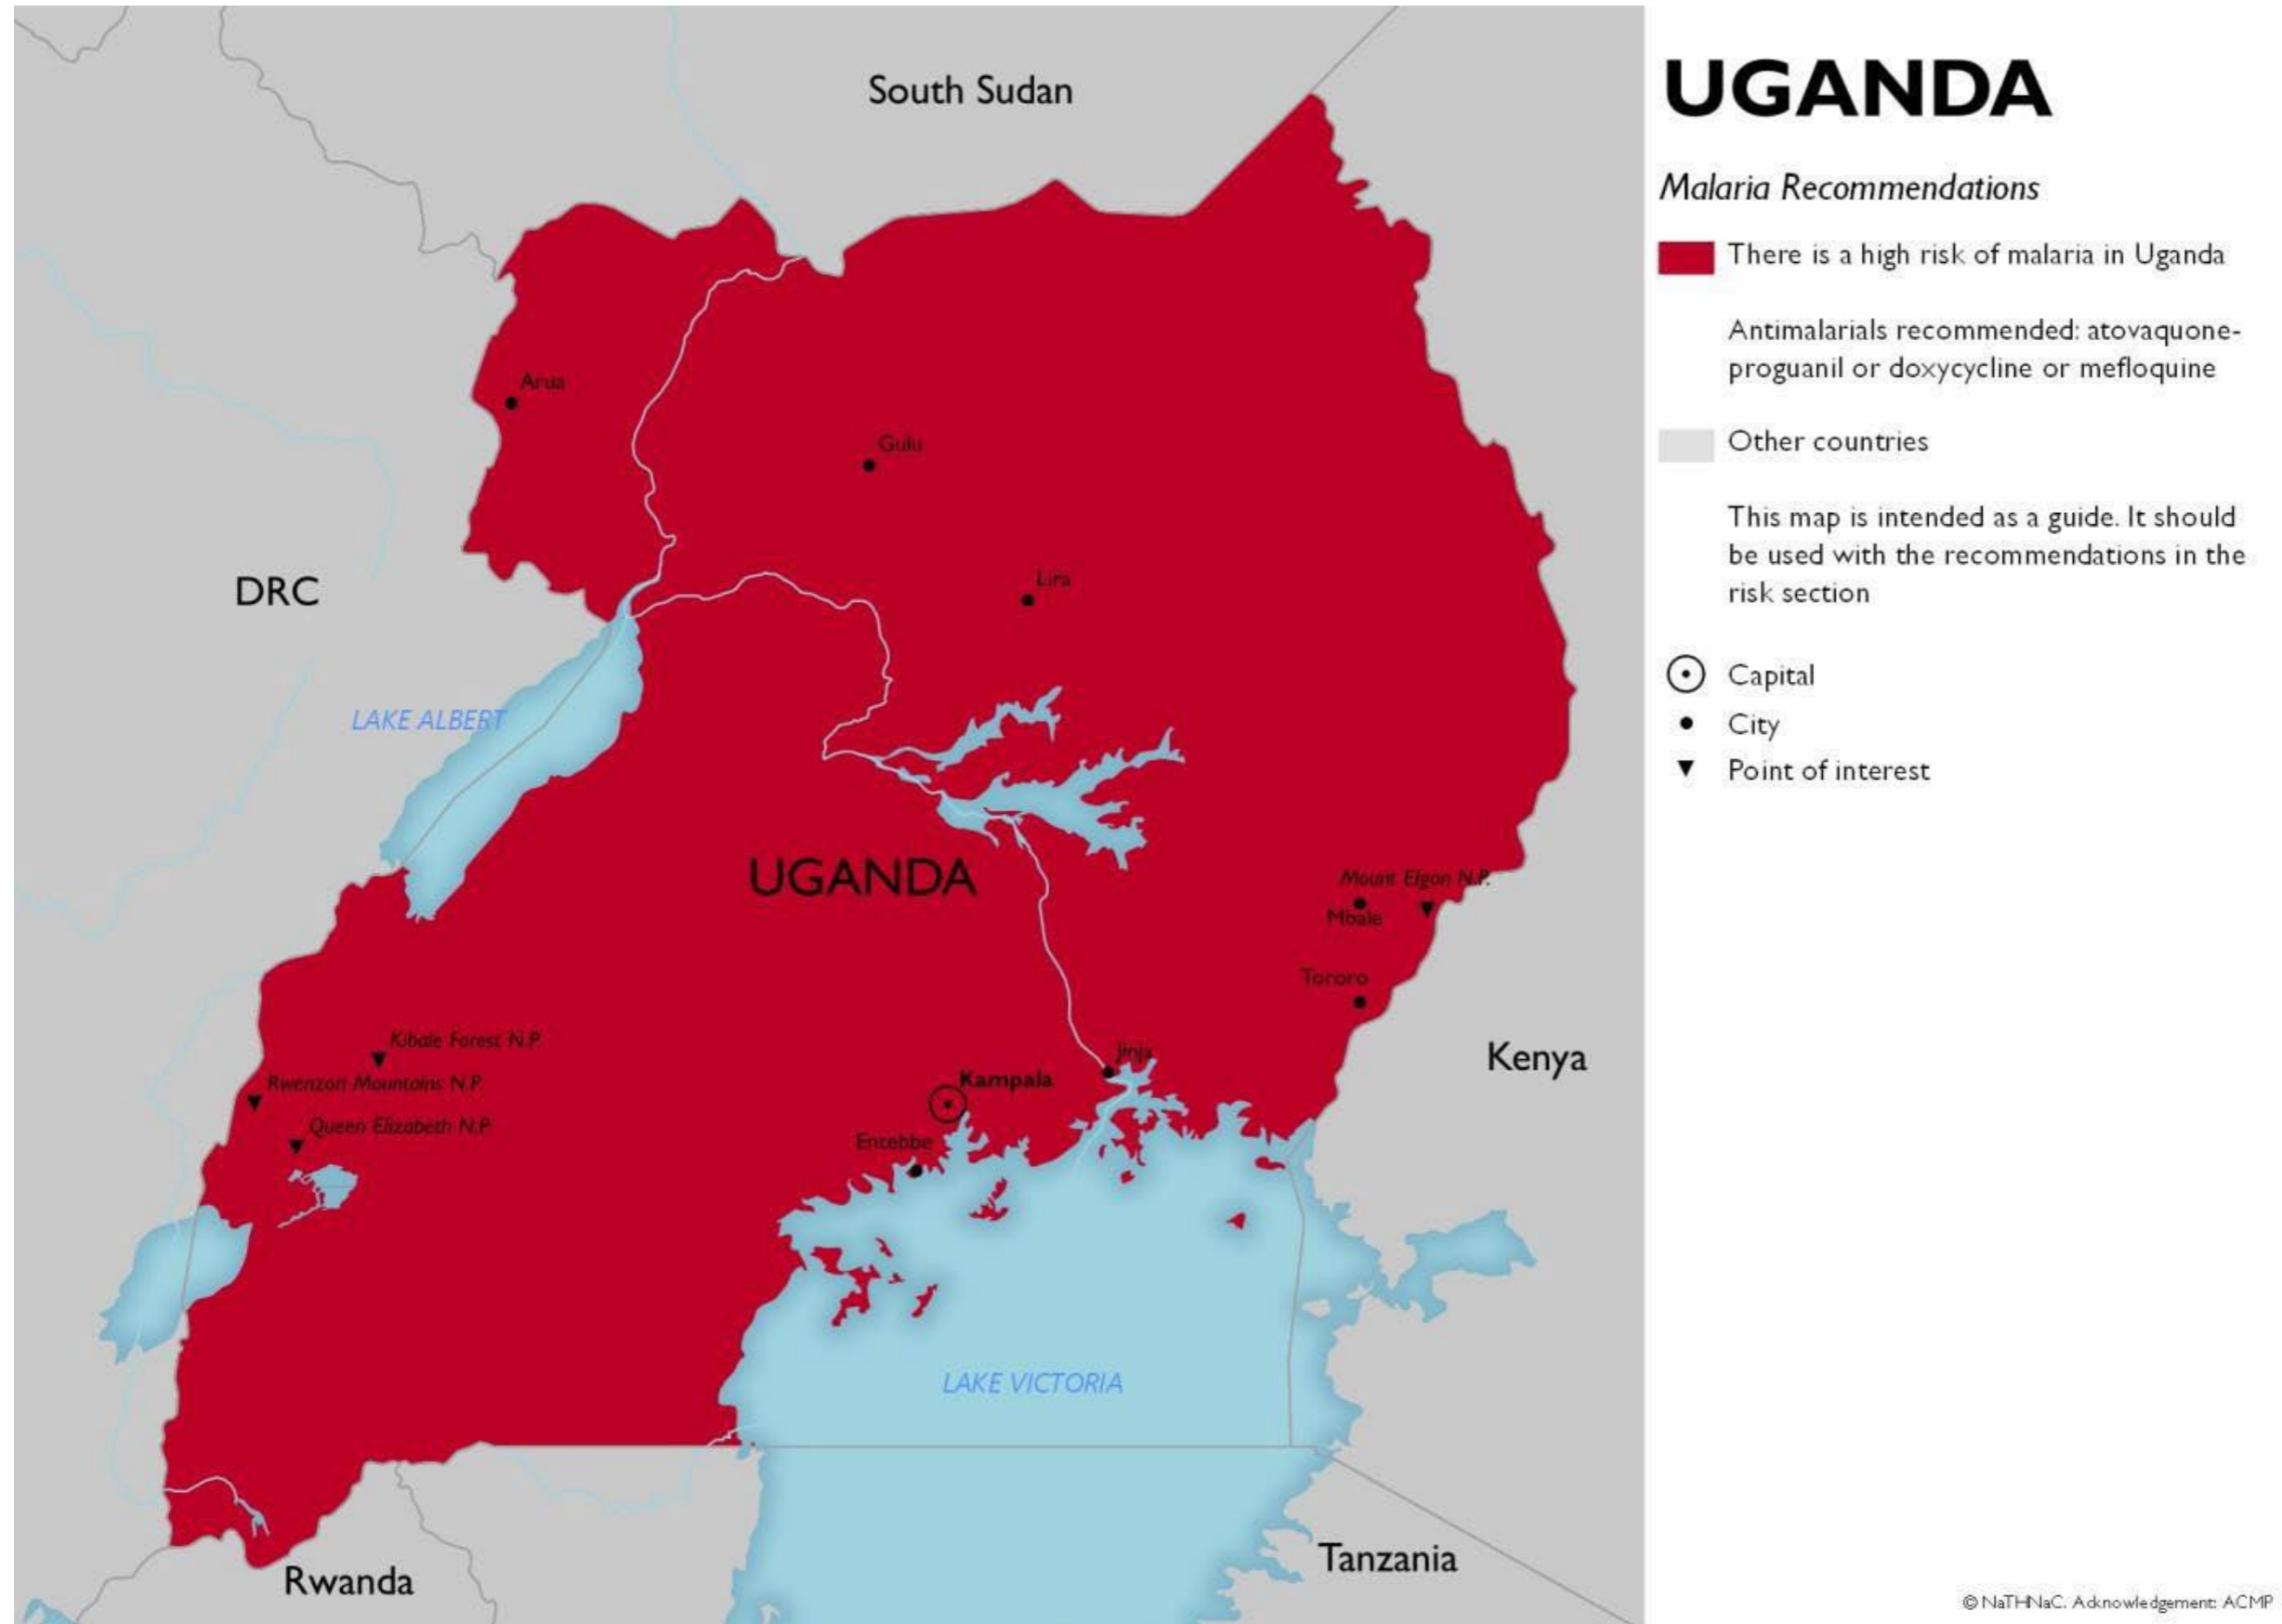 South Sudan
Arua
Gulu
DRC
Lira
LAKE ALBERT
UGANDA
Mount Elgon N.P.
Mbale
Tororo
Kibale Forest N.P.
Kenya
Jinja
Rwenzori Mountains N.P.
Kampala
Queen Elizabeth N.P.
Entebbe
LAKE VICTORIA
Tanzania
Rwanda
UGANDA
Malaria Recommendations
There is a high risk of malaria in Uganda
Antimalarials recommended: atovaquone-
proguanil or doxycycline or mefloquine
Other countries
This map is intended as a guide. It should
be used with the recommendations in the
risk section
Capital
City
Point of interest
© NaTHNaC. Acknowledgement: ACMP